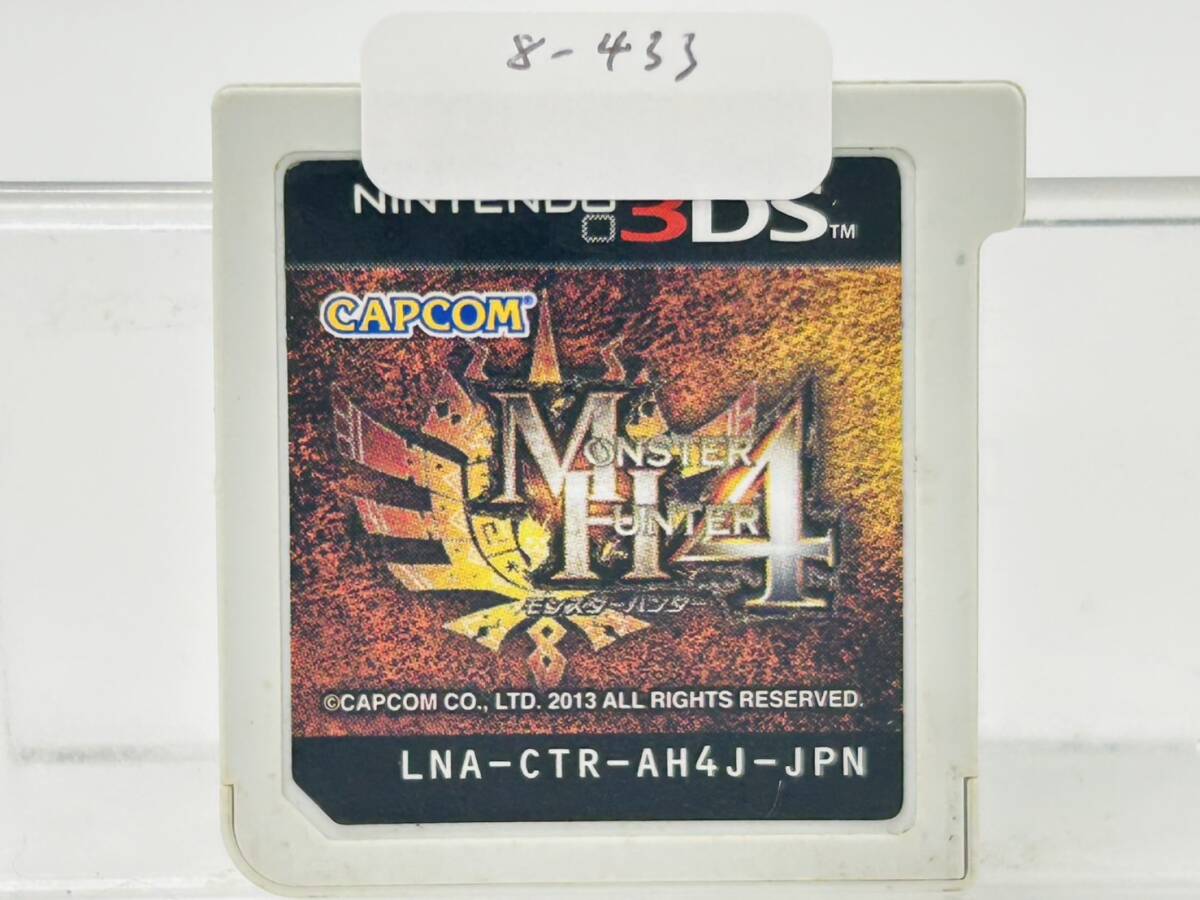 8-433
NINTENDO 3DS™
CAPCOM®
MONSTER
HUNTER 4
モンスターハンター
©CAPCOM CO., LTD. 2013 ALL RIGHTS RESERVED.
LNA-CTR-AH4J-JPN